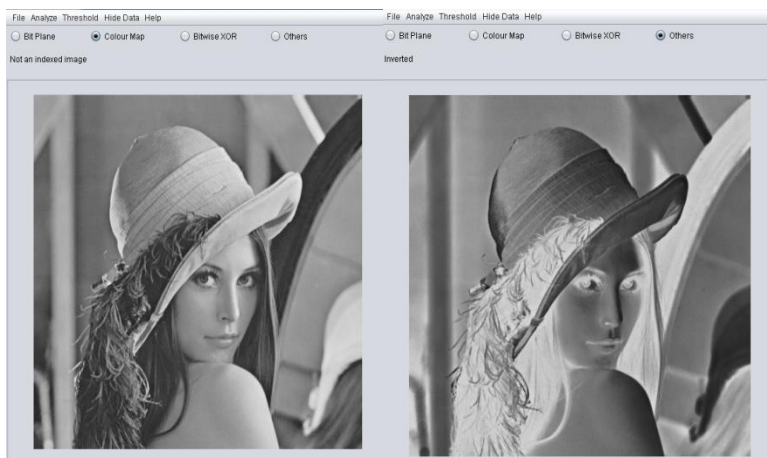 File Analyze Threshold Hide Data Help
Bit Plane Colour Map Bitwise XOR Others
Not an indexed image
File Analyze Threshold Hide Data Help
Bit Plane Colour Map Bitwise XOR Others
Inverted